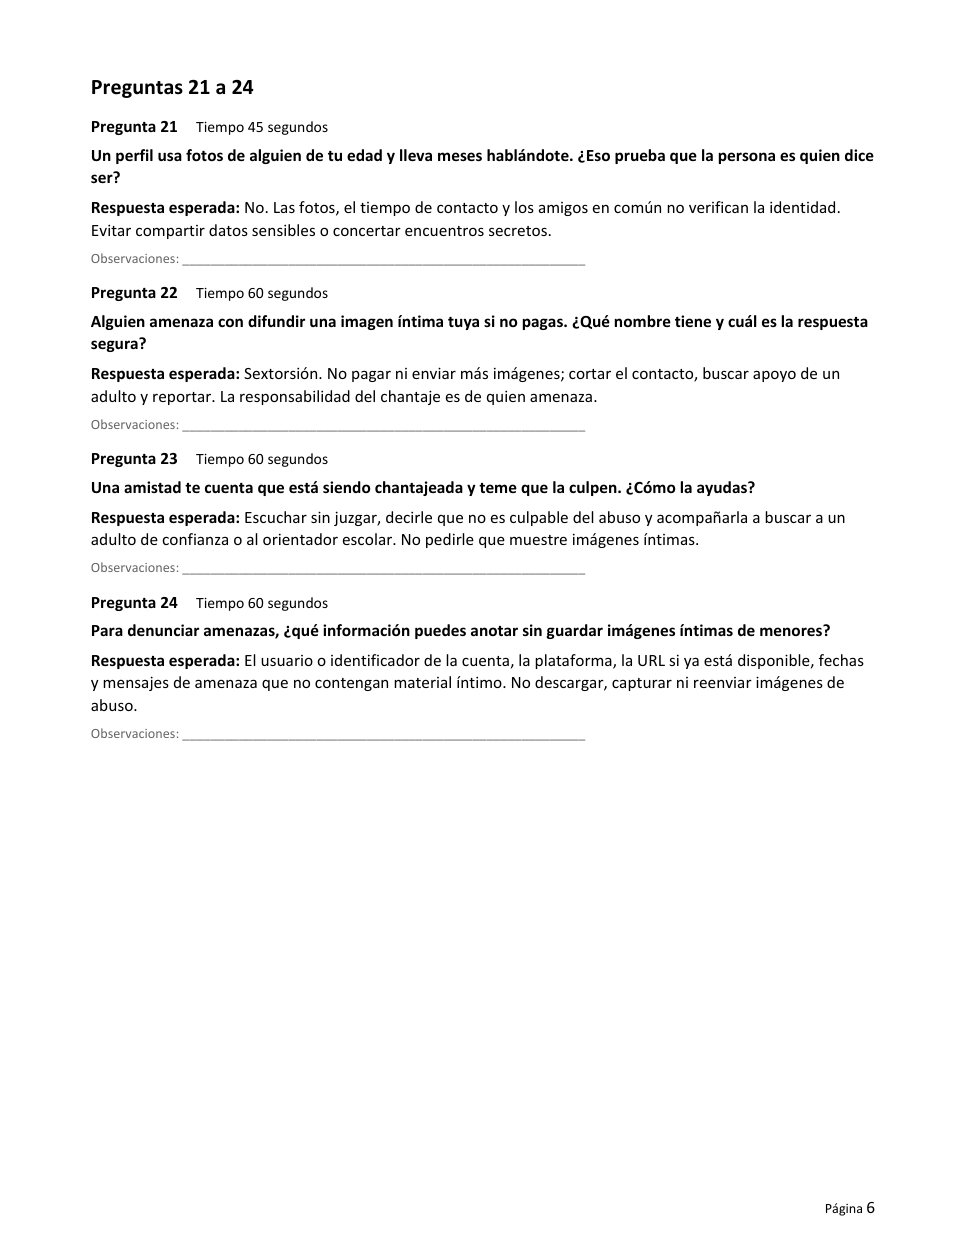 Preguntas 21 a 24
Pregunta 21 Tiempo 45 segundos
Un perfil usa fotos de alguien de tu edad y lleva meses hablándote. ¿Eso prueba que la persona es quien dice
ser?
Respuesta esperada: No. Las fotos, el tiempo de contacto y los amigos en común no verifican la identidad.
Evitar compartir datos sensibles o concertar encuentros secretos.
Observaciones: ________________________________________________________
Pregunta 22 Tiempo 60 segundos
Alguien amenaza con difundir una imagen íntima tuya si no pagas. ¿Qué nombre tiene y cuál es la respuesta
segura?
Respuesta esperada: Sextorsión. No pagar ni enviar más imágenes; cortar el contacto, buscar apoyo de un
adulto y reportar. La responsabilidad del chantaje es de quien amenaza.
Observaciones: ________________________________________________________
Pregunta 23 Tiempo 60 segundos
Una amistad te cuenta que está siendo chantajeada y teme que la culpen. ¿Cómo la ayudas?
Respuesta esperada: Escuchar sin juzgar, decirle que no es culpable del abuso y acompañarla a buscar a un
adulto de confianza o al orientador escolar. No pedirle que muestre imágenes íntimas.
Observaciones: ________________________________________________________
Pregunta 24 Tiempo 60 segundos
Para denunciar amenazas, ¿qué información puedes anotar sin guardar imágenes íntimas de menores?
Respuesta esperada: El usuario o identificador de la cuenta, la plataforma, la URL si ya está disponible, fechas
y mensajes de amenaza que no contengan material íntimo. No descargar, capturar ni reenviar imágenes de
abuso.
Observaciones: ________________________________________________________
Página 6